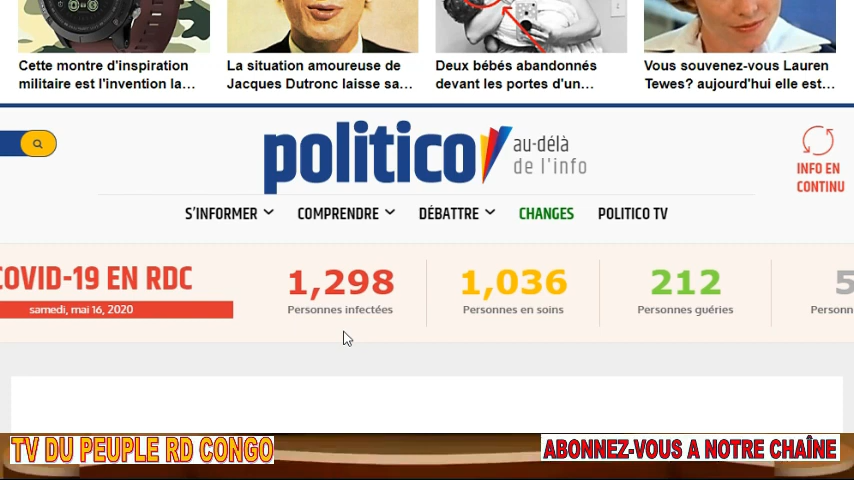 Cette montre d'inspiration
militaire est l'invention la…
La situation amoureuse de
Jacques Dutronc laisse sa…
Deux bébés abandonnés
devant les portes d'un…
Vous souvenez-vous Lauren
Tewes? aujourd'hui elle est…
politico
au-délà
de l'info
INFO EN
CONTINU
S'INFORMER
COMPRENDRE
DÉBATTRE
CHANGES
POLITICO TV
COVID-19 EN RDC
samedi, mai 16, 2020
1,298
Personnes infectées
1,036
Personnes en soins
212
Personnes guéries
5
Personn
TV DU PEUPLE RD CONGO
ABONNEZ-VOUS A NOTRE CHAÎNE